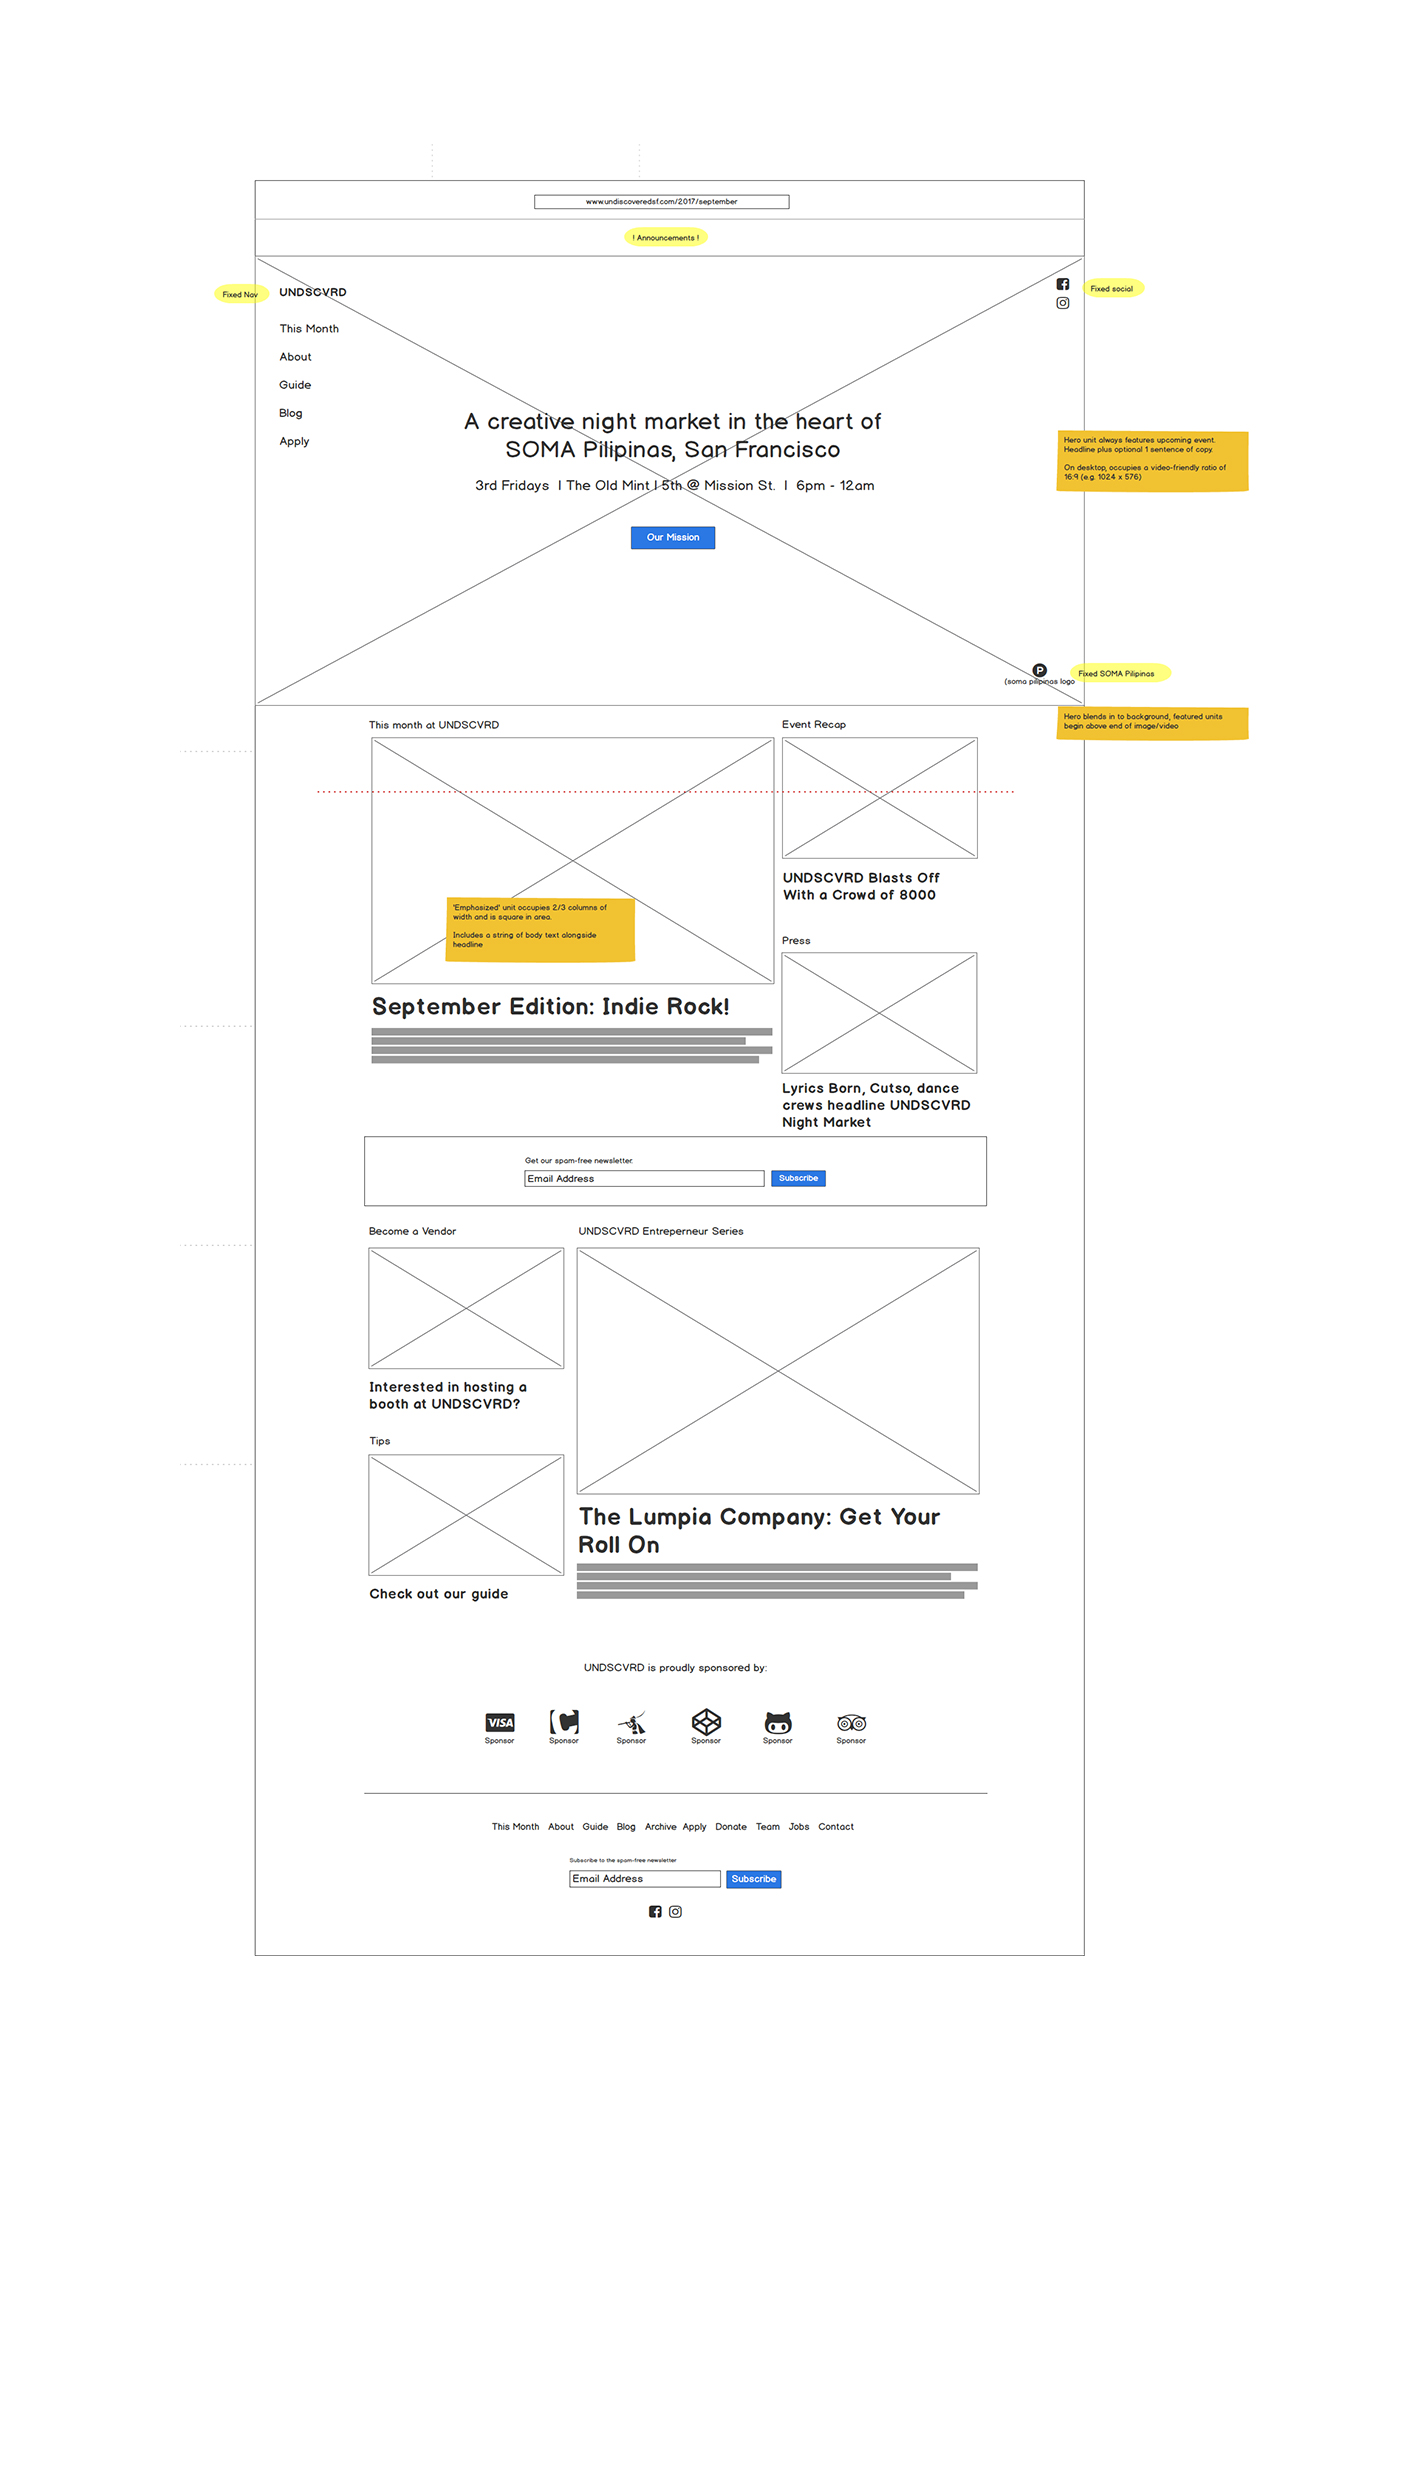 www.undiscoveredsf.com/2017/september
! Announcements !
Fixed Nav
UNDSCVRD
Fixed social
This Month
About
Guide
Blog
Apply
A creative night market in the heart of
SOMA Pilipinas, San Francisco
3rd Fridays | The Old Mint | 5th @ Mission St. | 6pm - 12am
Our Mission
Hero unit always features upcoming event.
Headline plus optional 1 sentence of copy.
On desktop, occupies a video-friendly ratio of
16:9 (e.g. 1024 x 576)
P
(soma pilipinas logo
Fixed SOMA Pilipinas
Hero blends in to background, featured units
begin above end of image/video
This month at UNDSCVRD
'Emphasized' unit occupies 2/3 columns of
width and is square in area.
Includes a string of body text alongside
headline
September Edition: Indie Rock!
Event Recap
UNDSCVRD Blasts Off
With a Crowd of 8000
Press
Lyrics Born, Cutso, dance
crews headline UNDSCVRD
Night Market
Get our spam-free newsletter.
Email Address
Subscribe
Become a Vendor
Interested in hosting a
booth at UNDSCVRD?
Tips
Check out our guide
UNDSCVRD Entreperneur Series
The Lumpia Company: Get Your
Roll On
UNDSCVRD is proudly sponsored by:
VISA
Sponsor Sponsor Sponsor Sponsor Sponsor Sponsor
This Month About Guide Blog Archive Apply Donate Team Jobs Contact
Subscribe to the spam-free newsletter
Email Address
Subscribe